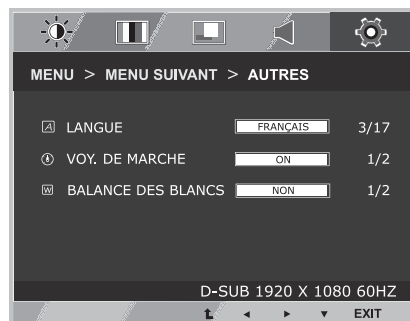 MENU > MENU SUIVANT > AUTRES
LANGUE FRANÇAIS 3/17
VOY. DE MARCHE ON 1/2
W BALANCE DES BLANCS NON 1/2
D-SUB 1920 X 1080 60HZ
EXIT